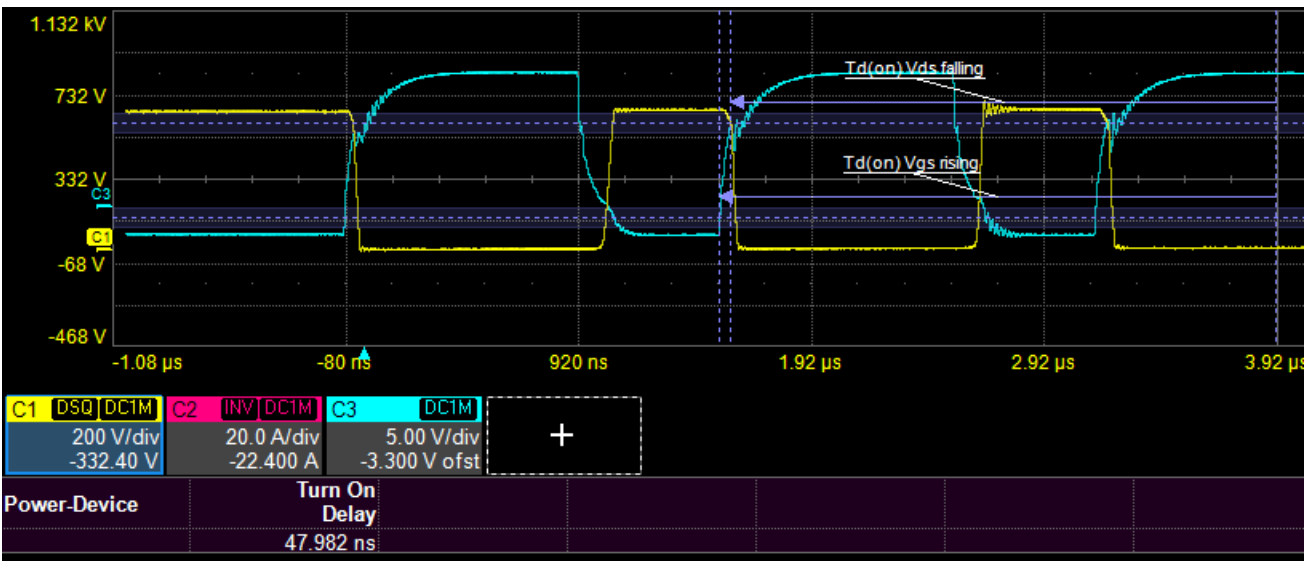 1.132 kV
Td(on) Vds falling
732 V
Td(on) Vgs rising
332 V
C3
C1
-68 V
-468 V
-1.08 µs -80 ns 920 ns 1.92 µs 2.92 µs 3.92 µs
C1 DSQ DC1M C2 INV DC1M C3 DC1M
200 V/div 20.0 A/div 5.00 V/div +
-332.40 V -22.400 A -3.300 V ofst
Power-Device Turn On
Delay
47.982 ns